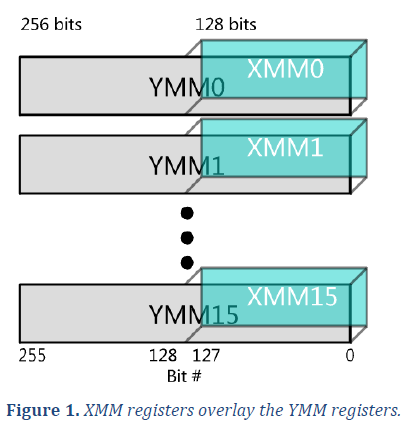 256 bits 128 bits
XMM0
YMM0
XMM1
YMM1
XMM15
YMM15
255 128 127 0
Bit #
Figure 1. XMM registers overlay the YMM registers.